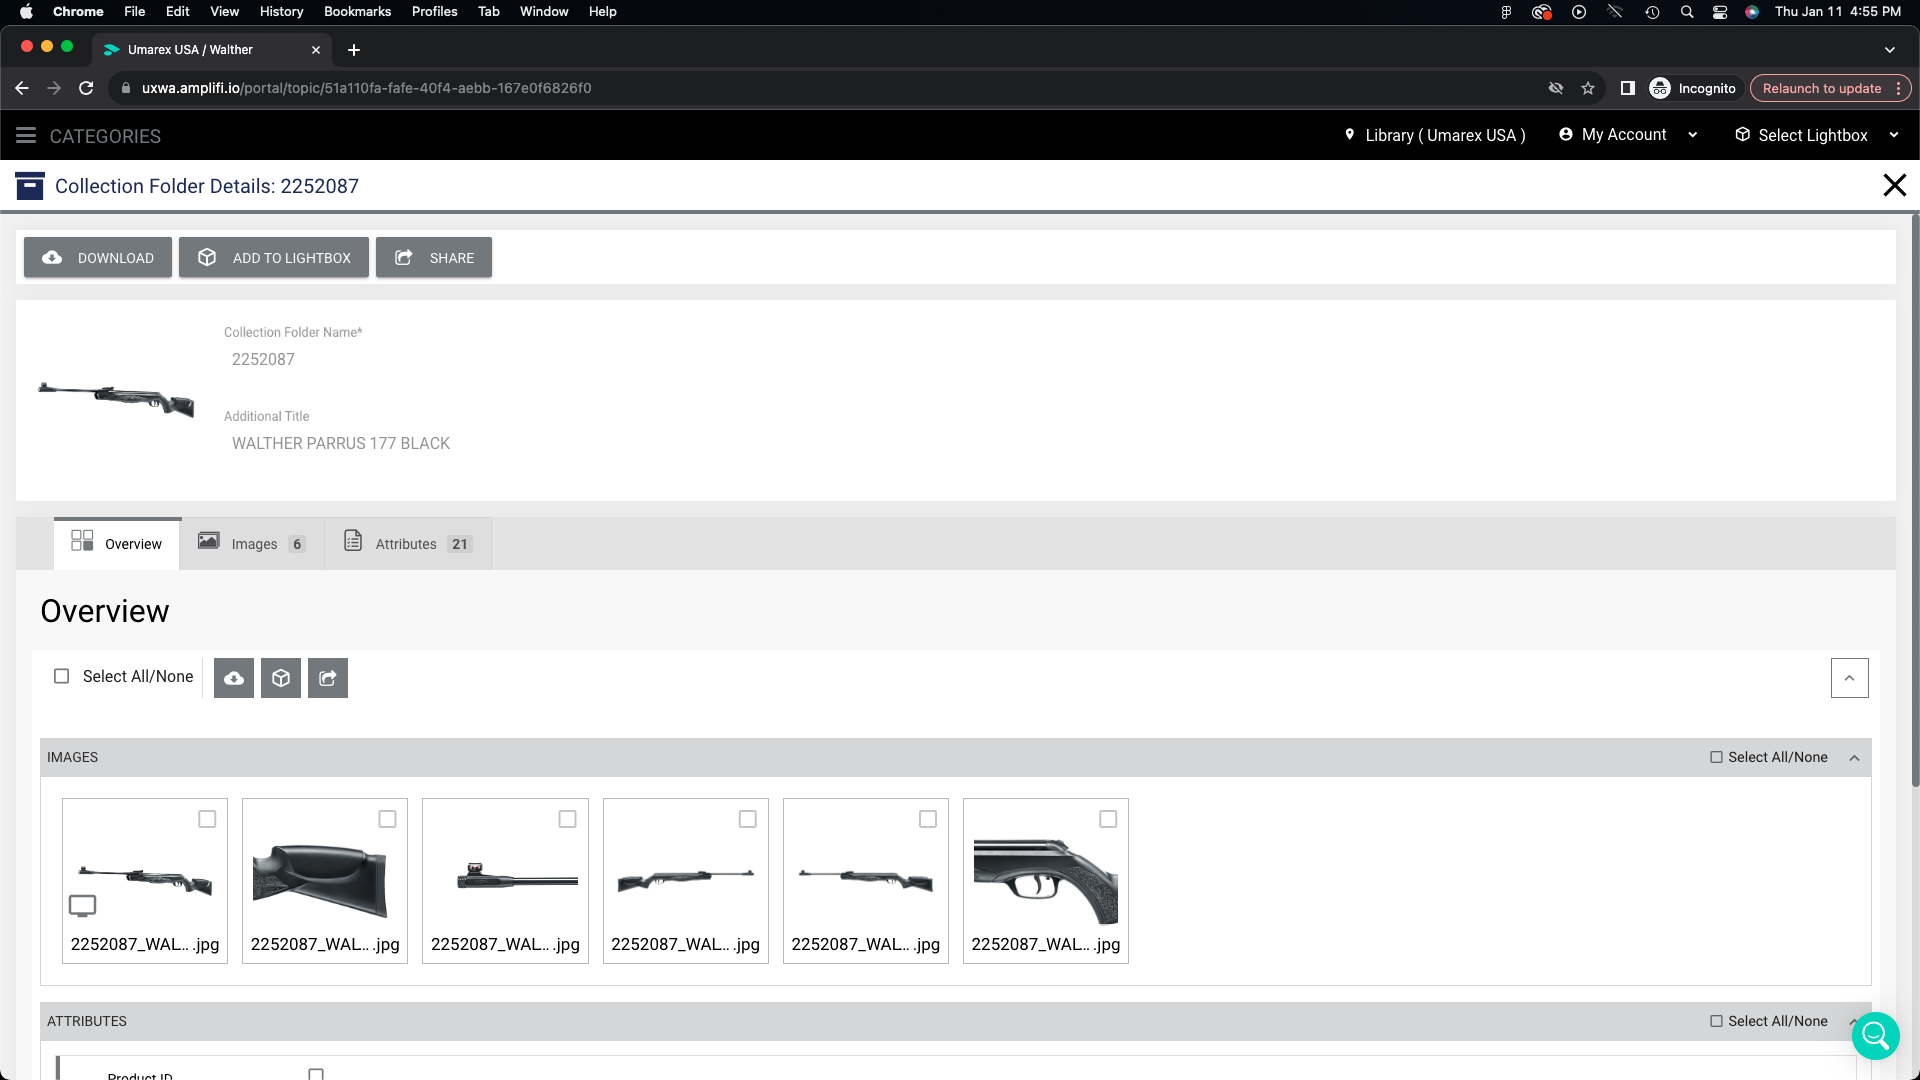 Chrome File Edit View History Bookmarks Profiles Tab Window Help Thu Jan 11 4:55 PM
Umarex USA / Walther
uxwa.amplifi.io/portal/topic/51a110fa-fafe-40f4-aebb-167e0f6826f0 Incognito Relaunch to update
CATEGORIES Library ( Umarex USA ) My Account Select Lightbox
Collection Folder Details: 2252087
DOWNLOAD ADD TO LIGHTBOX SHARE
Collection Folder Name*
2252087
Additional Title
WALTHER PARRUS 177 BLACK
Overview Images 6 Attributes 21
Overview
Select All/None
IMAGES Select All/None
2252087_WAL... .jpg 2252087_WAL... .jpg 2252087_WAL... .jpg 2252087_WAL... .jpg 2252087_WAL... .jpg 2252087_WAL... .jpg
ATTRIBUTES Select All/None
Product ID